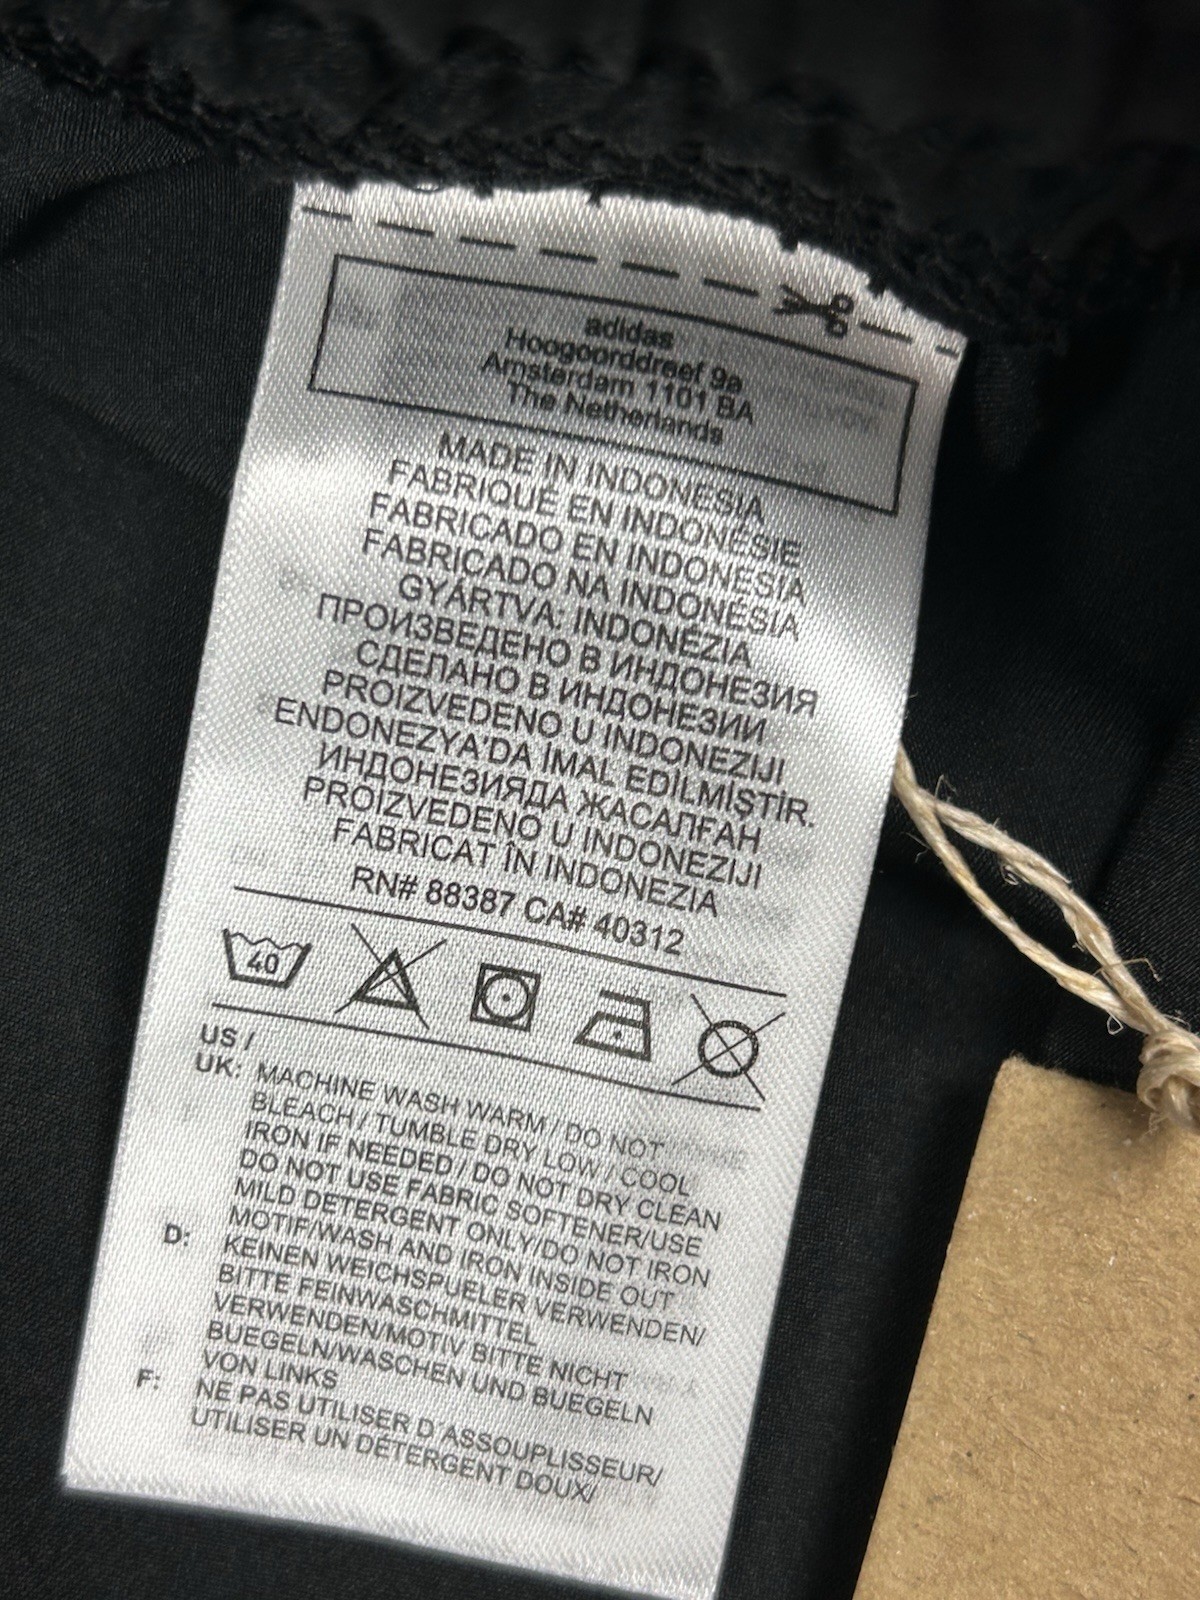 adidas
Hoogoorddreef 9a
Amsterdam 1101 BA
The Netherlands
MADE IN INDONESIA
FABRIQUÉ EN INDONÉSIE
FABRICADO EN INDONESIA
FABRICADO NA INDONÉSIA
GYÁRTVA: INDONÉZIA
ПРОИЗВЕДЕНО В ИНДОНЕЗИЯ
СДЕЛАНО В ИНДОНЕЗИИ
PROIZVEDENO U INDONEZIJI
ENDONEZYA'DA İMAL EDİLMİŞTİR.
ИНДОНЕЗИЯДА ЖАСАЛҒАН
PROIZVEDENO U INDONEZIJI
FABRICAT ÎN INDONEZIA
RN# 88387 CA# 40312
40
US /
UK: MACHINE WASH WARM / DO NOT
BLEACH / TUMBLE DRY LOW / COOL
IRON IF NEEDED / DO NOT DRY CLEAN
DO NOT USE FABRIC SOFTENER/USE
MILD DETERGENT ONLY/DO NOT IRON
MOTIF/WASH AND IRON INSIDE OUT
D: KEINEN WEICHSPUELER VERWENDEN/
BITTE FEINWASCHMITTEL
VERWENDEN/MOTIV BITTE NICHT
BUEGELN/WASCHEN UND BUEGELN
VON LINKS
F: NE PAS UTILISER D´ASSOUPLISSEUR/
UTILISER UN DÉTERGENT DOUX/